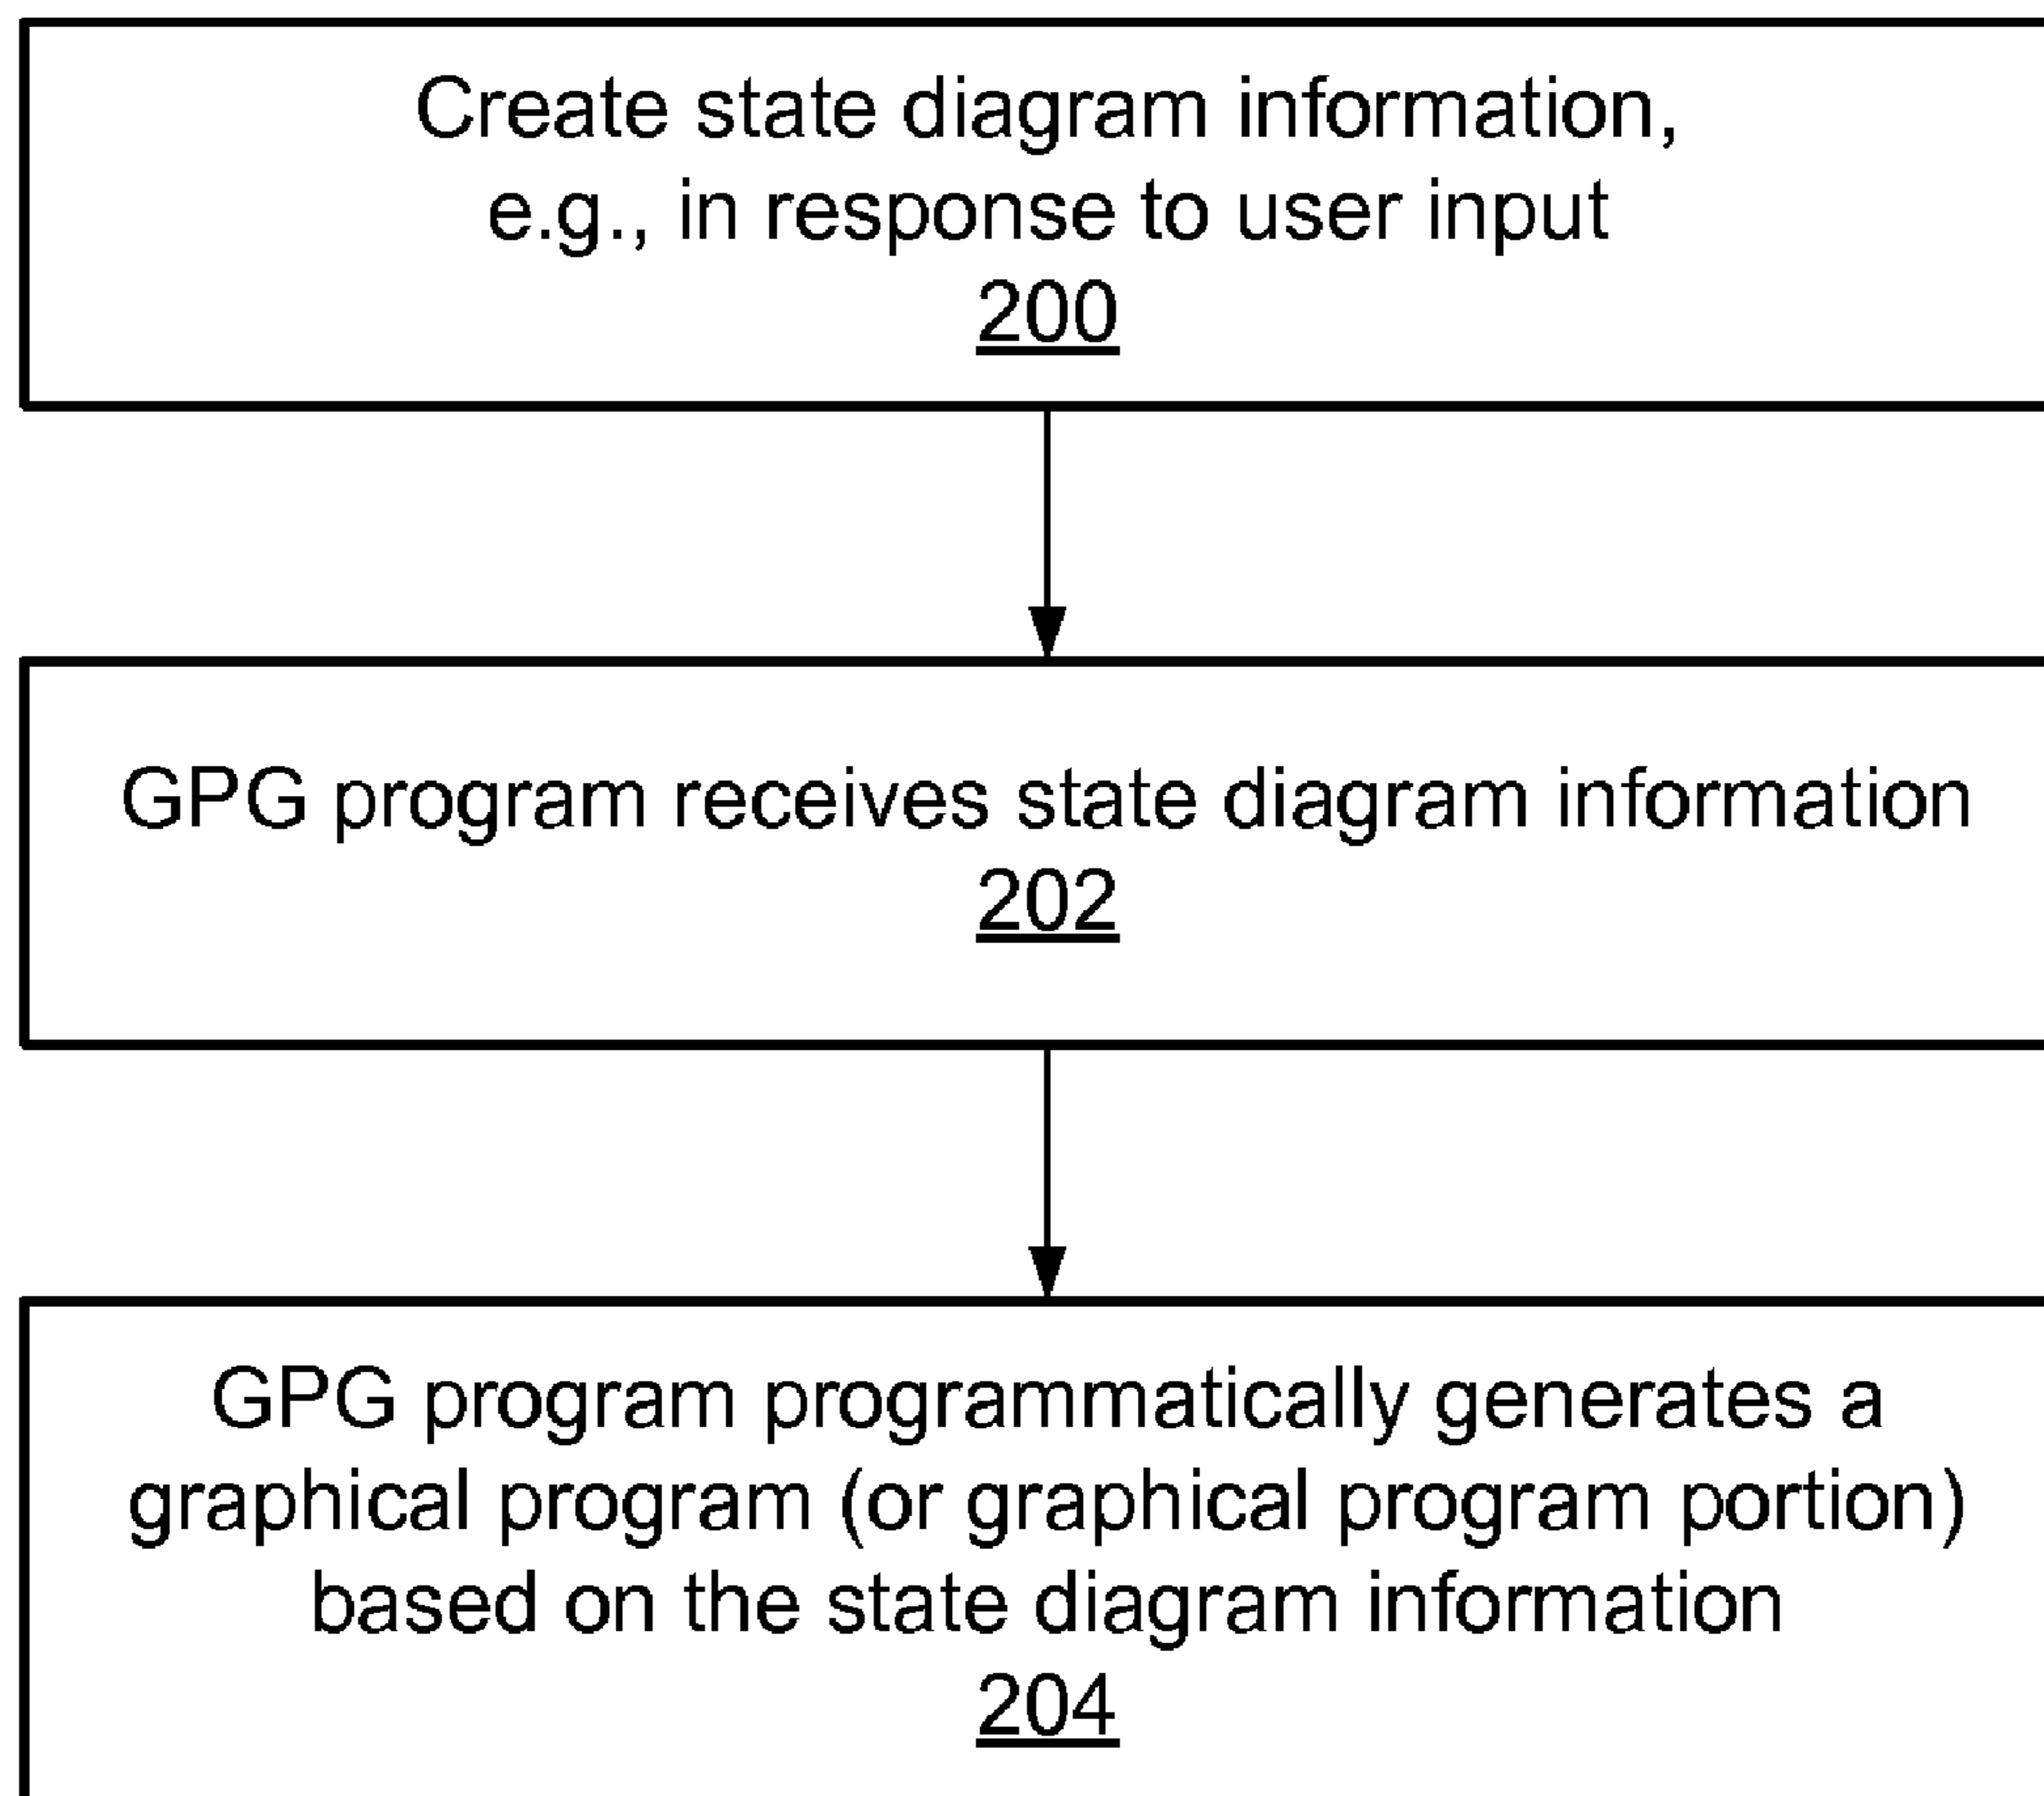 Create state diagram information,
e.g., in response to user input
200
GPG program receives state diagram information
202
GPG program programmatically generates a
graphical program (or graphical program portion)
based on the state diagram information
204